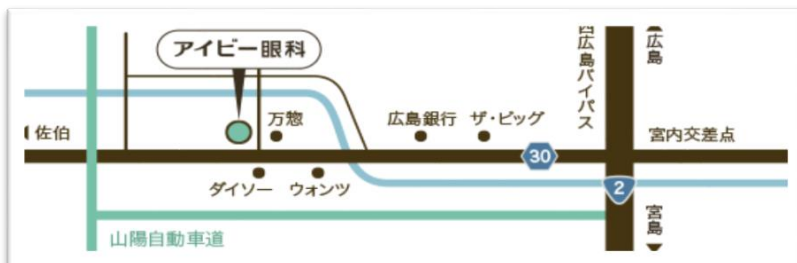 アイビー眼科
佐伯
万惣
広島銀行
ザ・ビッグ
ダイソー
ウォンツ
30
西広島バイパス
広島
宮内交差点
2
宮島
山陽自動車道